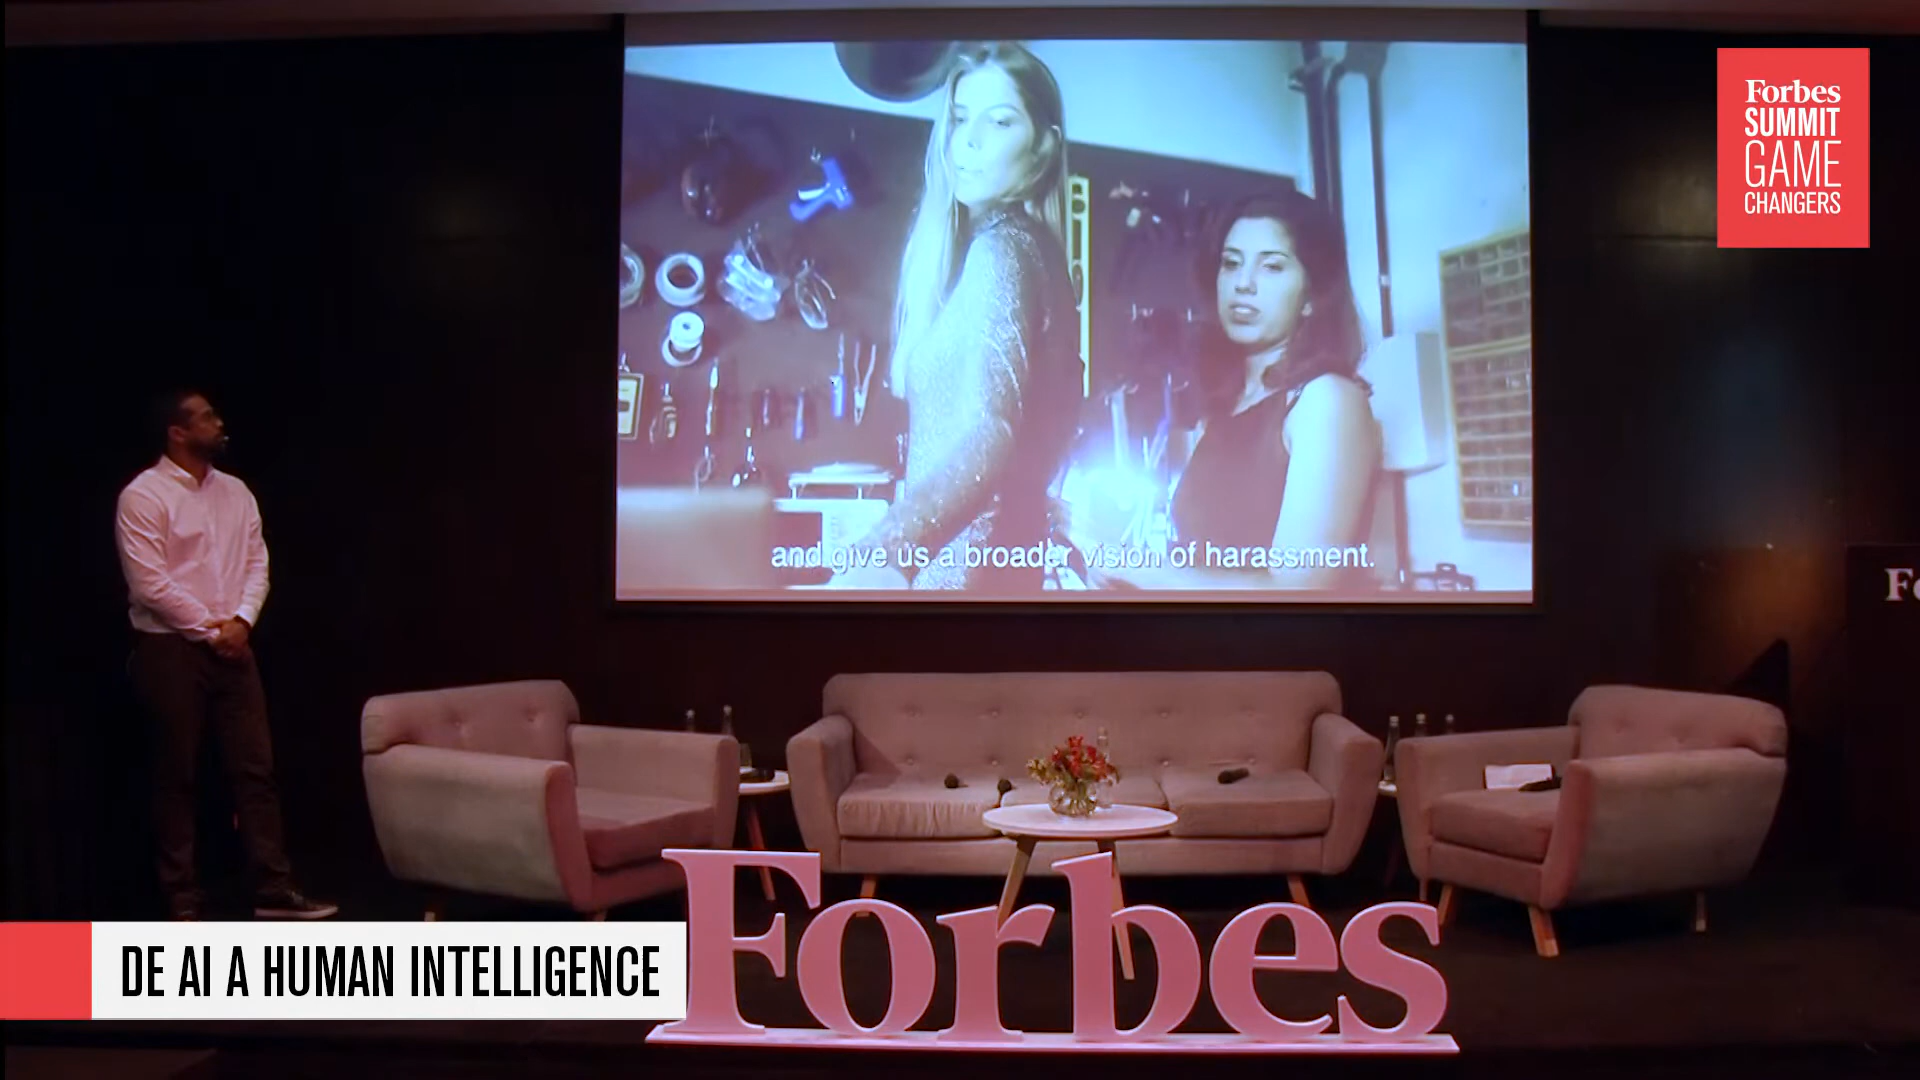 Forbes
SUMMIT
GAME
CHANGERS
and give us a broader vision of harassment.
Forbes
DE AI A HUMAN INTELLIGENCE